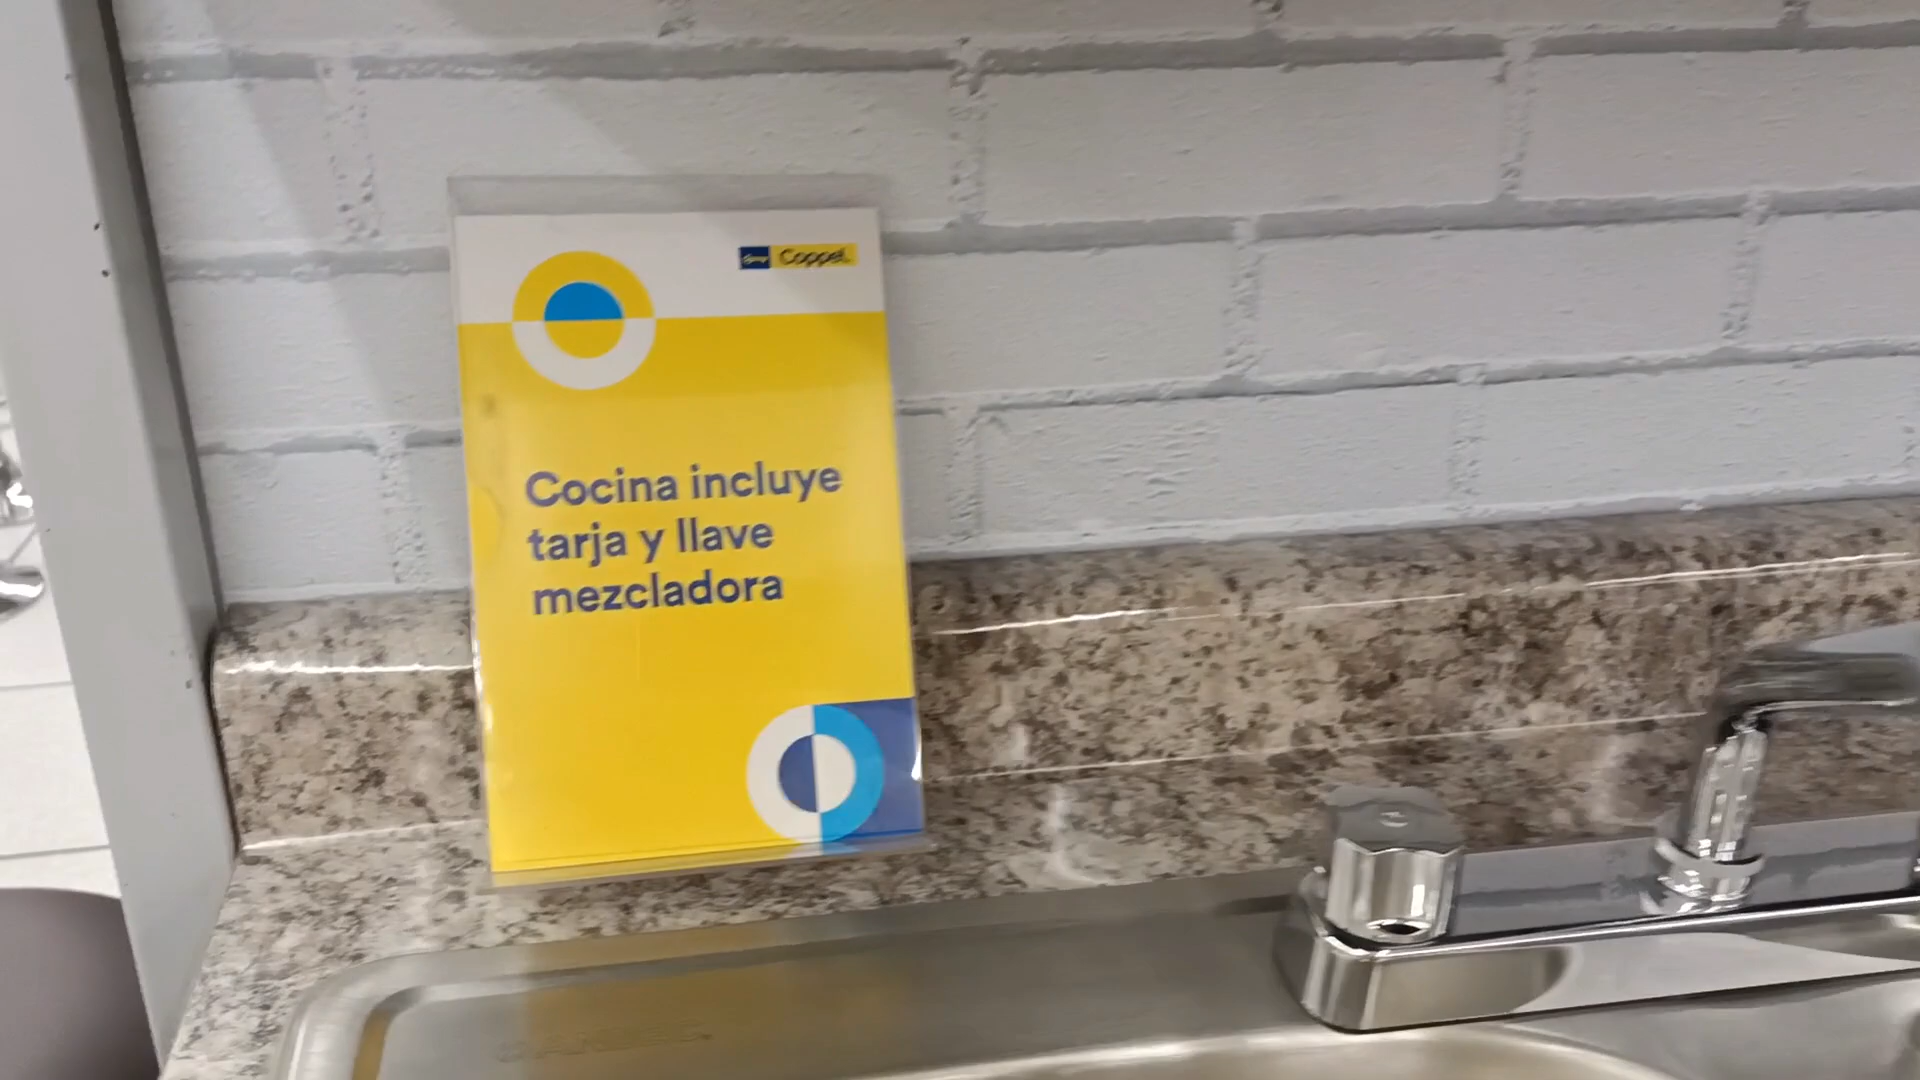 Coppel.
Cocina incluye
tarja y llave
mezcladora